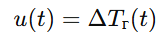 u(t) = ΔT_r(t)